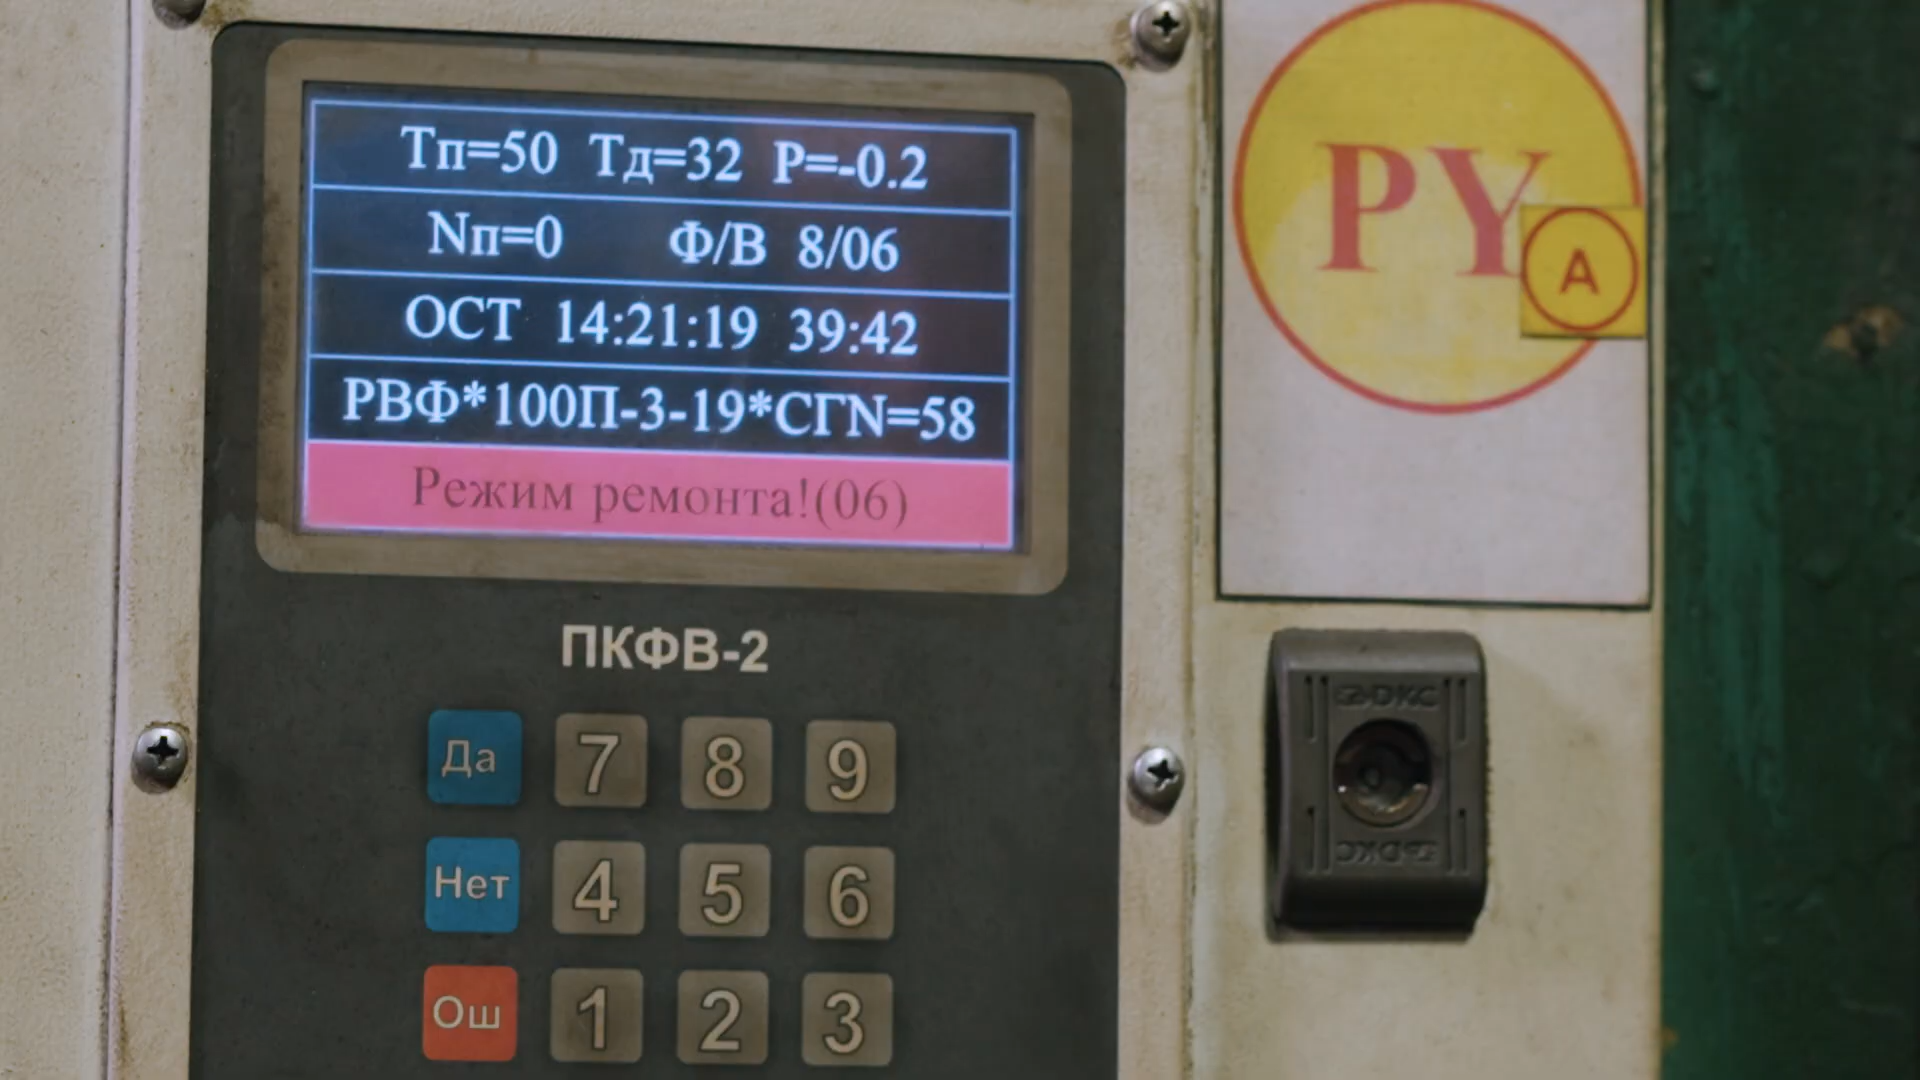 Тп=50 Тд=32 Р=-0.2
Nп=0 Ф/В 8/06
ОСТ 14:21:19 39:42
РВФ*100П-3-19*СГN=58
Режим ремонта!(06)
ПКФВ-2
Да 7 8 9
Нет 4 5 6
Ош 1 2 3
РУ
А
DKC
DKC